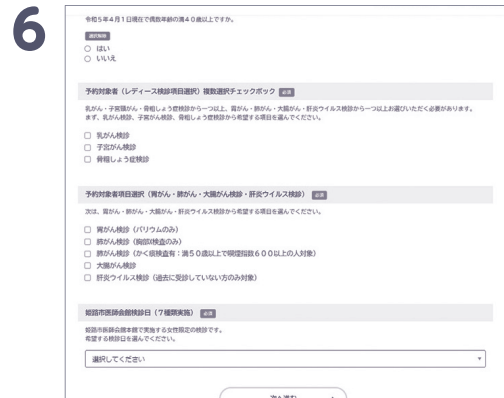 6
令和5年4月1日現在で偶数年齢の満40歳以上ですか。
選択解除
はい
いいえ
予約対象者（レディース検診項目選択）複数選択チェックボック 必須
乳がん・子宮頸がん・骨粗しょう症検診から一つ以上、胃がん・肺がん・大腸がん・肝炎ウイルス検診から一つ以上お選びいただく必要があります。
まず、乳がん検診、子宮がん検診、骨粗しょう症検診から希望する項目を選んでください。
乳がん検診
子宮がん検診
骨粗しょう症検診
予約対象者項目選択（胃がん・肺がん・大腸がん検診・肝炎ウイルス検診） 必須
次は、胃がん・肺がん・大腸がん・肝炎ウイルス検診から希望する項目を選んでください。
胃がん検診（バリウムのみ）
肺がん検診（胸部X検査のみ）
肺がん検診（かく痰検査有：満50歳以上で喫煙指数600以上の人対象）
大腸がん検診
肝炎ウイルス検診（過去に受診していない方のみ対象）
姫路市医師会館検診日（7種類実施） 必須
姫路市医師会館本館で実施する女性限定の検診です。
希望する検診日を選んでください。
選択してください
次へ進む